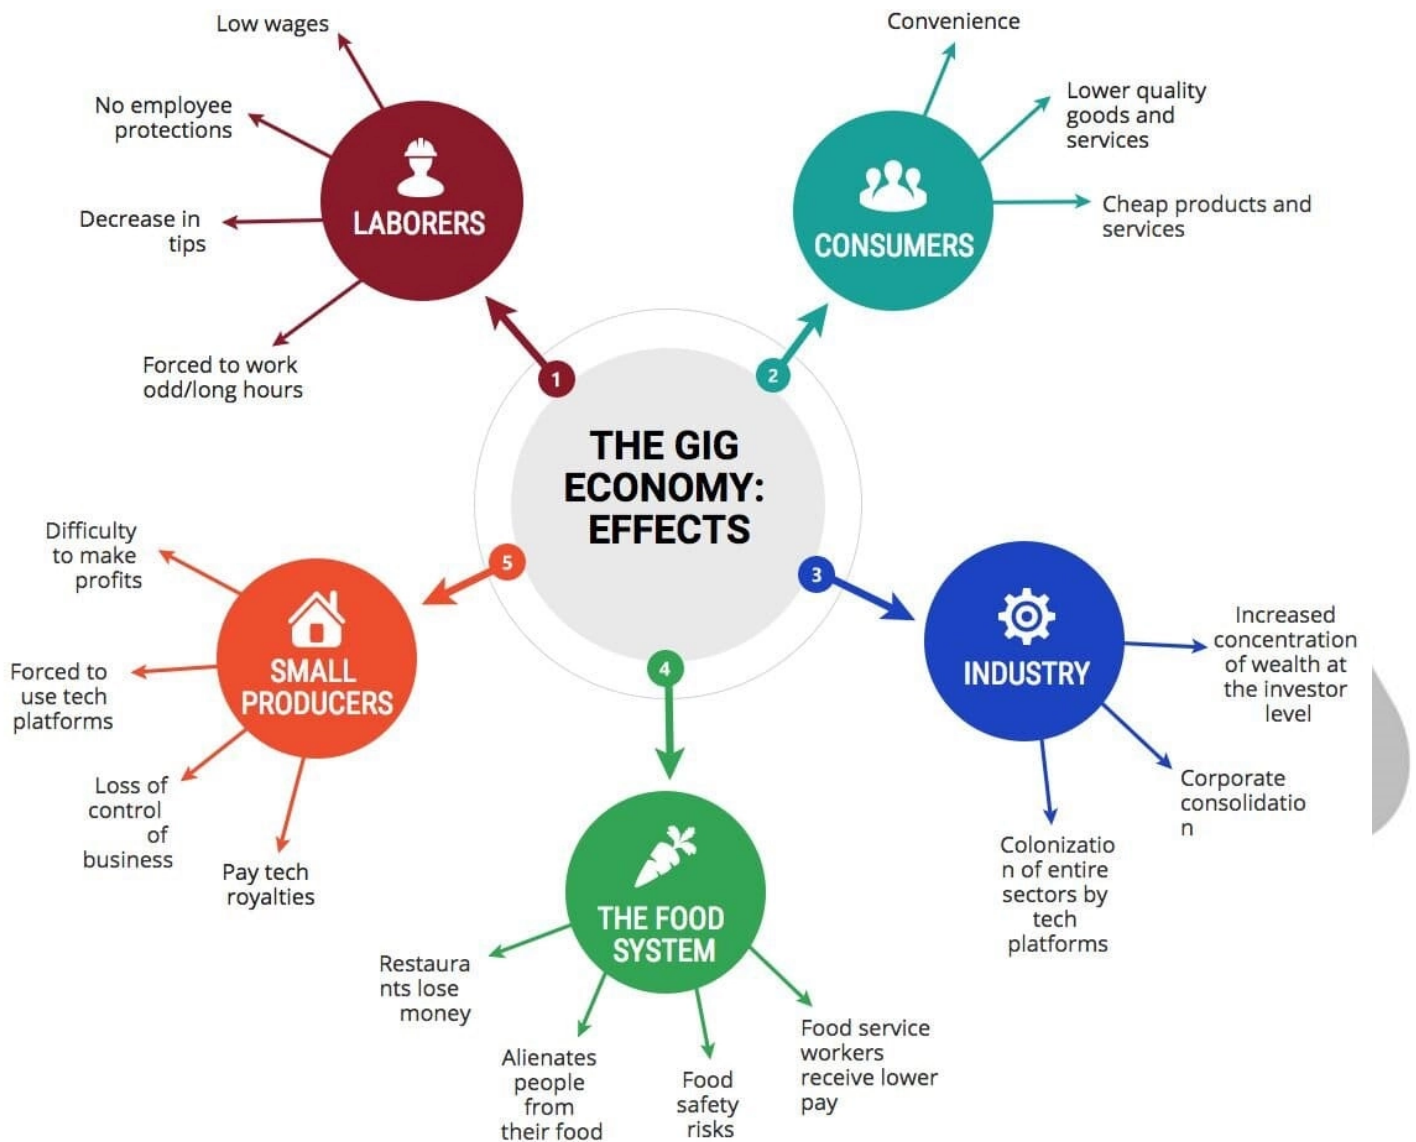 THE GIG
ECONOMY:
EFFECTS
1
LABORERS
Low wages
No employee
protections
Decrease in
tips
Forced to work
odd/long hours
2
CONSUMERS
Convenience
Lower quality
goods and
services
Cheap products and
services
3
INDUSTRY
Increased
concentration
of wealth at
the investor
level
Corporate
consolidatio
n
Colonizatio
n of entire
sectors by
tech
platforms
4
THE FOOD
SYSTEM
Restaura
nts lose
money
Alienates
people
from
their food
Food
safety
risks
Food service
workers
receive lower
pay
5
SMALL
PRODUCERS
Difficulty
to make
profits
Forced to
use tech
platforms
Loss of
control
of
business
Pay tech
royalties